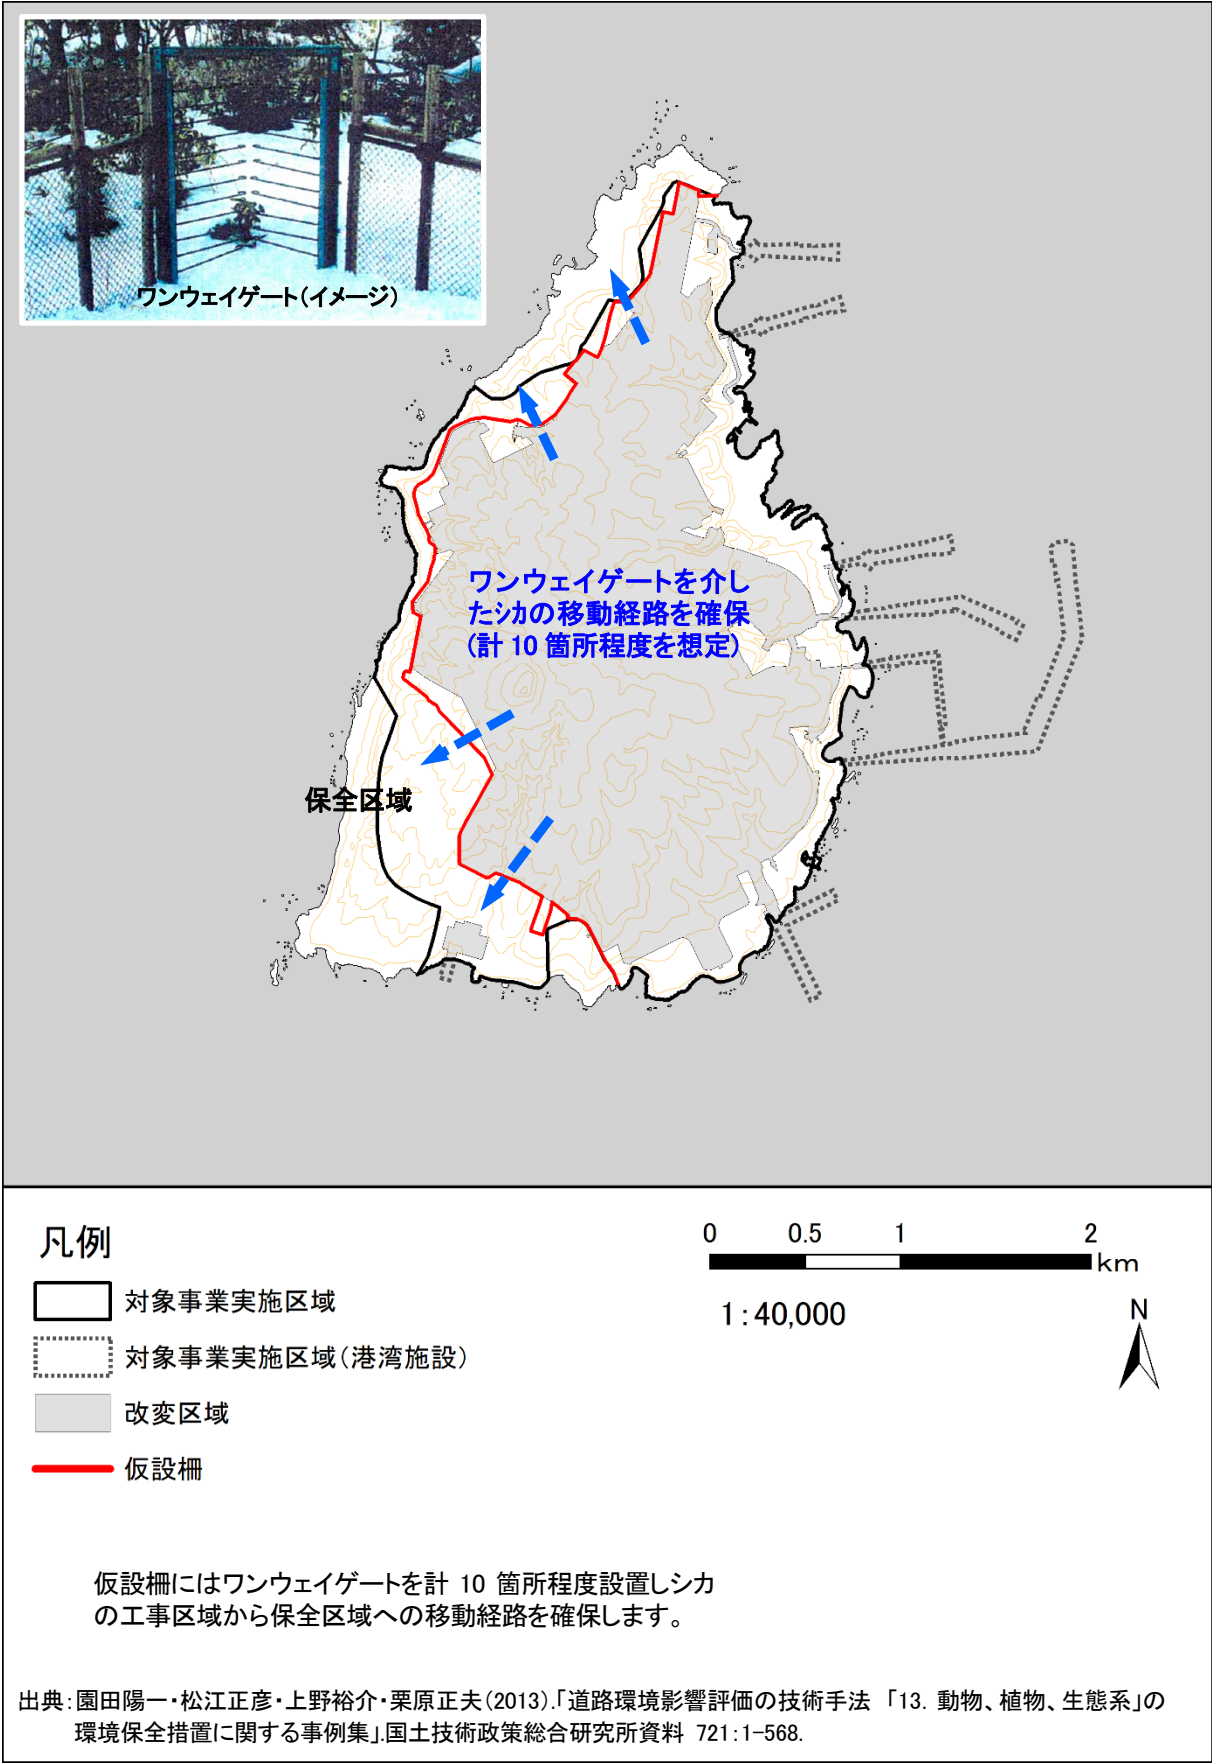 ワンウェイゲート(イメージ)
ワンウェイゲートを介し
たシカの移動経路を確保
(計 10 箇所程度を想定)
保全区域
凡例
対象事業実施区域
対象事業実施区域(港湾施設)
改変区域
仮設柵
0 0.5 1 2
km
1:40,000
N
仮設柵にはワンウェイゲートを計 10 箇所程度設置しシカ
の工事区域から保全区域への移動経路を確保します。
出典:園田陽一・松江正彦・上野裕介・栗原正夫(2013).「道路環境影響評価の技術手法 「13. 動物、植物、生態系」の
環境保全措置に関する事例集」.国土技術政策総合研究所資料 721:1-568.